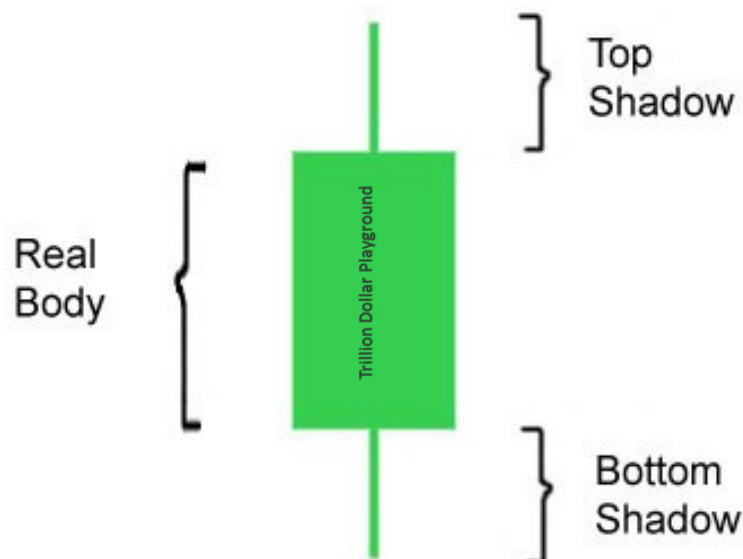 Top
Shadow
Real
Body
Trillion Dollar Playground
Bottom
Shadow